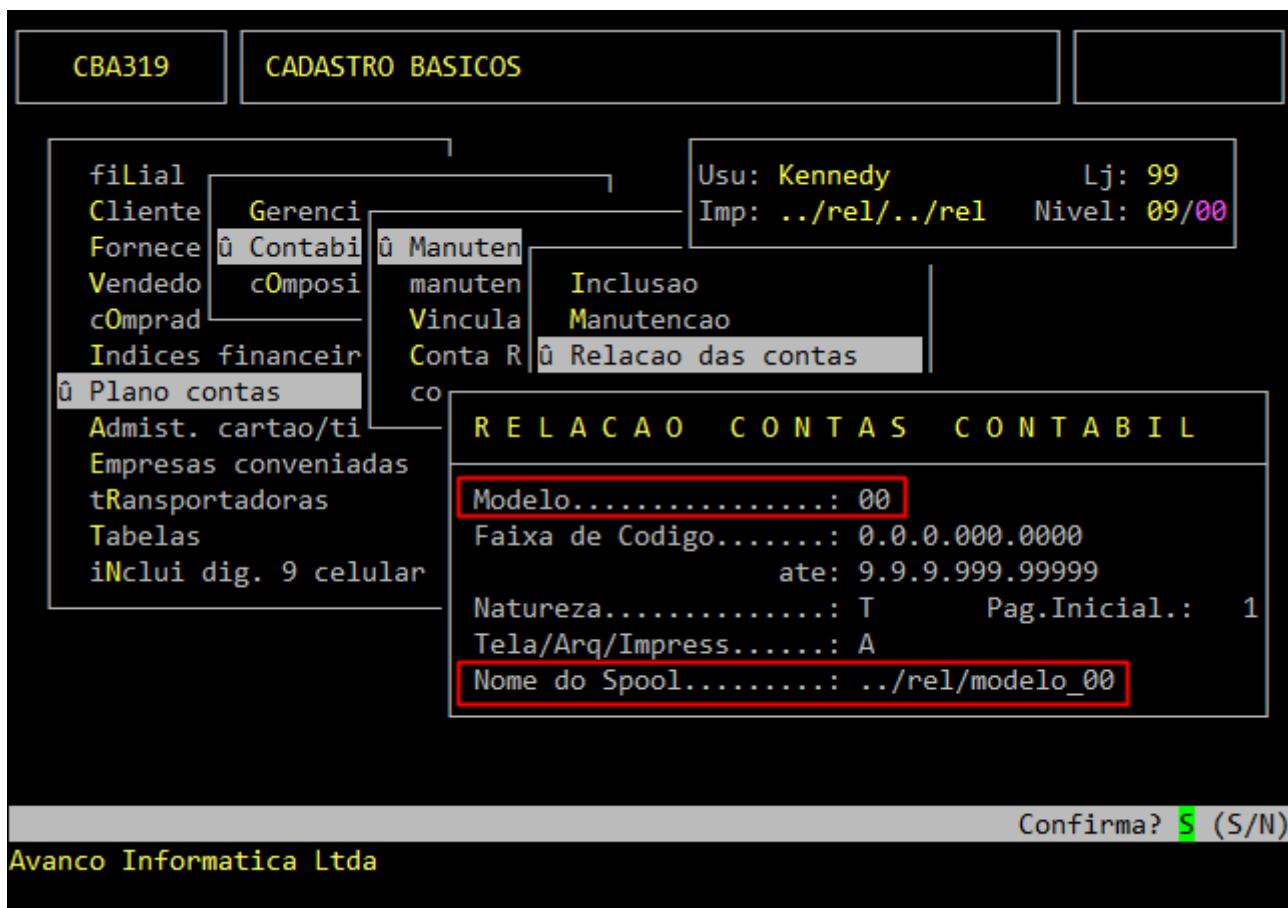 CBA319 CADASTRO BASICOS
Usu: Kennedy Lj: 99
Imp: ../rel/../rel Nivel: 09/00
fiLial
Cliente
Fornece
Vendedo
cOmprad
Indices financeir
û Plano contas
Admist. cartao/ti
Empresas conveniadas
tRansportadoras
Tabelas
iNclui dig. 9 celular
Gerenci
û Contabi
cOmposi
û Manuten
manuten
Vincula
Conta R
co
Inclusao
Manutencao
û Relacao das contas
R E L A C A O C O N T A S C O N T A B I L
Modelo................: 00
Faixa de Codigo.......: 0.0.0.000.0000
ate: 9.9.9.999.99999
Natureza..............: T Pag.Inicial.: 1
Tela/Arq/Impress......: A
Nome do Spool.........: ../rel/modelo_00
Confirma? S (S/N)
Avanco Informatica Ltda